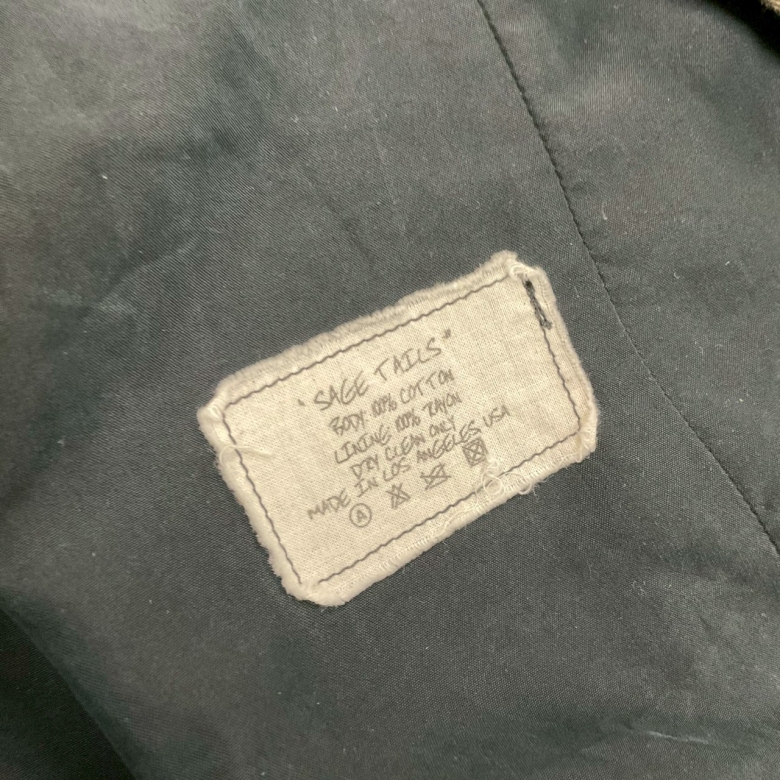 "SAGE TAILS"
BODY 100% COTTON
LINING 100% RAYON
DRY CLEAN ONLY
MADE IN LOS ANGELES USA
A